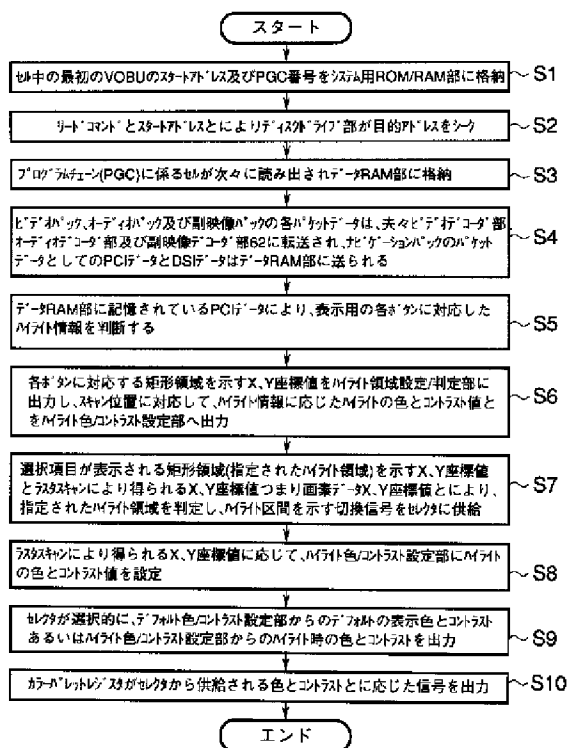 スタート
セル中の最初のVOBUのスタートアドレス及びPGC番号をシステム用ROM/RAM部に格納
S1
リードコマンドとスタートアドレスとによりディスクドライブ部が目的アドレスをシーク
S2
プログラムチェーン(PGC)に係るセルが次々に読み出されデータRAM部に格納
S3
ビデオパック、オーディオパック及び副映像パックの各パケットデータは、夫々ビデオデコーダ部
オーディオデコーダ部及び副映像デコーダ部62に転送され、ナビゲーションパックのパケット
データとしてのPCIデータとDSIデータはデータRAM部に送られる
S4
データRAM部に記憶されているPCIデータにより、表示用の各ボタンに対応した
ハイライト情報を判断する
S5
各ボタンに対応する矩形領域を示すX、Y座標値をハイライト領域設定/判定部に
出力し、スキャン位置に対応して、ハイライト情報に応じたハイライトの色とコントラスト値と
をハイライト色/コントラスト設定部へ出力
S6
選択項目が表示される矩形領域(指定されたハイライト領域)を示すX、Y座標値
とラスタスキャンにより得られるX、Y座標値つまり画素データX、Y座標値とにより、
指定されたハイライト領域を判定し、ハイライト区間を示す切換信号をセレクタに供給
S7
ラスタスキャンにより得られるX、Y座標値に応じて、ハイライト色/コントラスト設定部にハイライト
の色とコントラスト値を設定
S8
セレクタが選択的に、デフォルト色/コントラスト設定部からのデフォルトの表示色とコントラスト
あるいはハイライト色/コントラスト設定部からのハイライト時の色とコントラストを出力
S9
カラーパレットレジスタがセレクタから供給される色とコントラストとに応じた信号を出力
S10
エンド